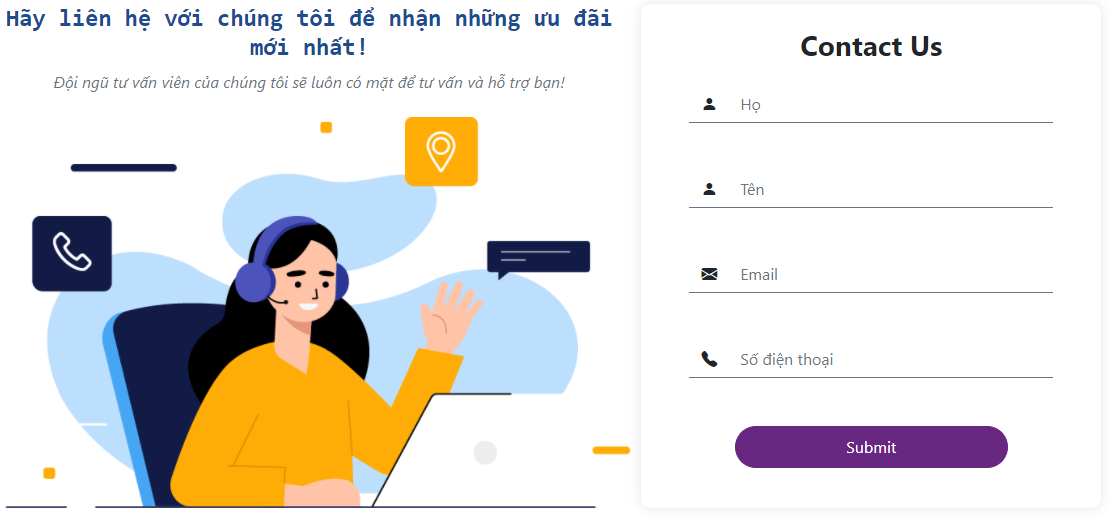 Hãy liên hệ với chúng tôi để nhận những ưu đãi
mới nhất!
Đội ngũ tư vấn viên của chúng tôi sẽ luôn có mặt để tư vấn và hỗ trợ bạn!
Contact Us
Họ
Tên
Email
Số điện thoại
Submit